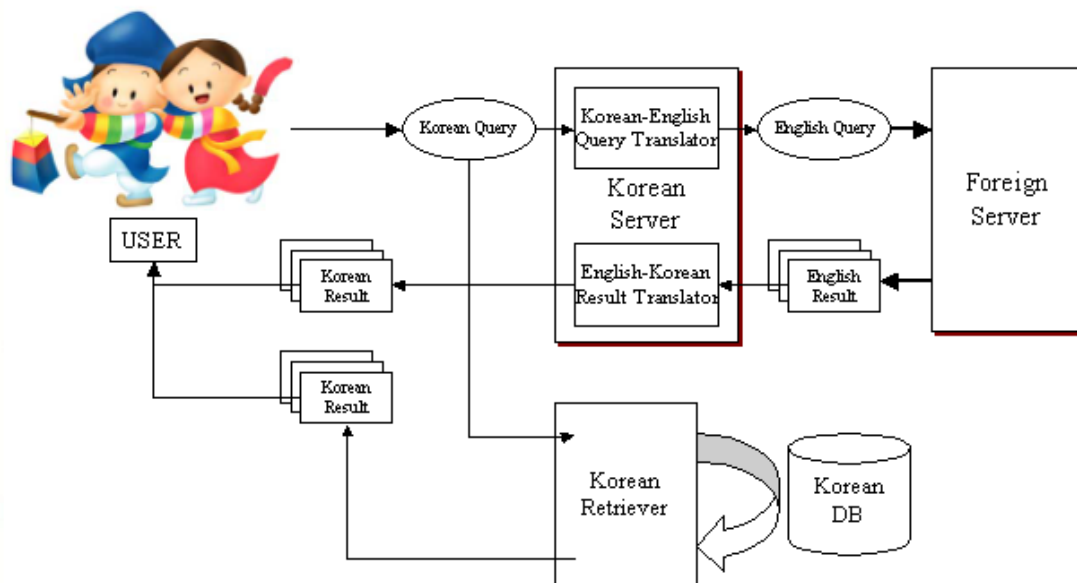 Korean Query
Korean-English
Query Translator
English Query
Korean
Server
Foreign
Server
USER
Korean
Result
English-Korean
Result Translator
English
Result
Korean
Result
Korean
Retriever
Korean
DB